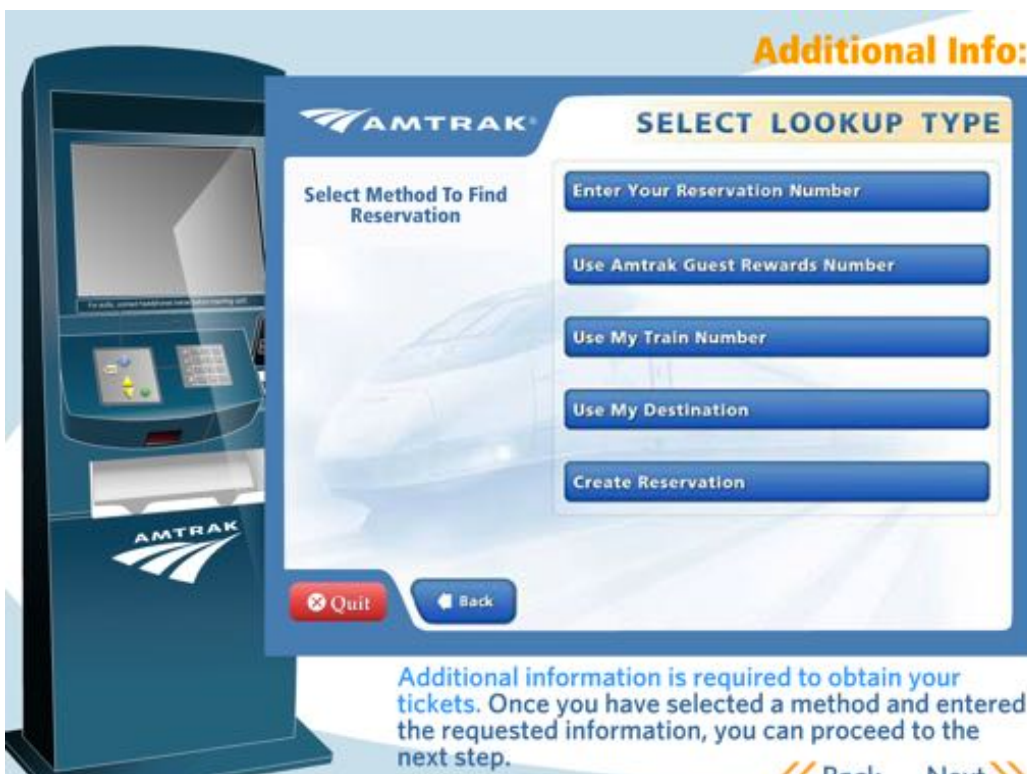 Additional Info:
AMTRAK
SELECT LOOKUP TYPE
Select Method To Find
Reservation
Enter Your Reservation Number
Use Amtrak Guest Rewards Number
Use My Train Number
Use My Destination
Create Reservation
Quit
Back
AMTRAK
Additional information is required to obtain your
tickets. Once you have selected a method and entered
the requested information, you can proceed to the
next step.
Back Next